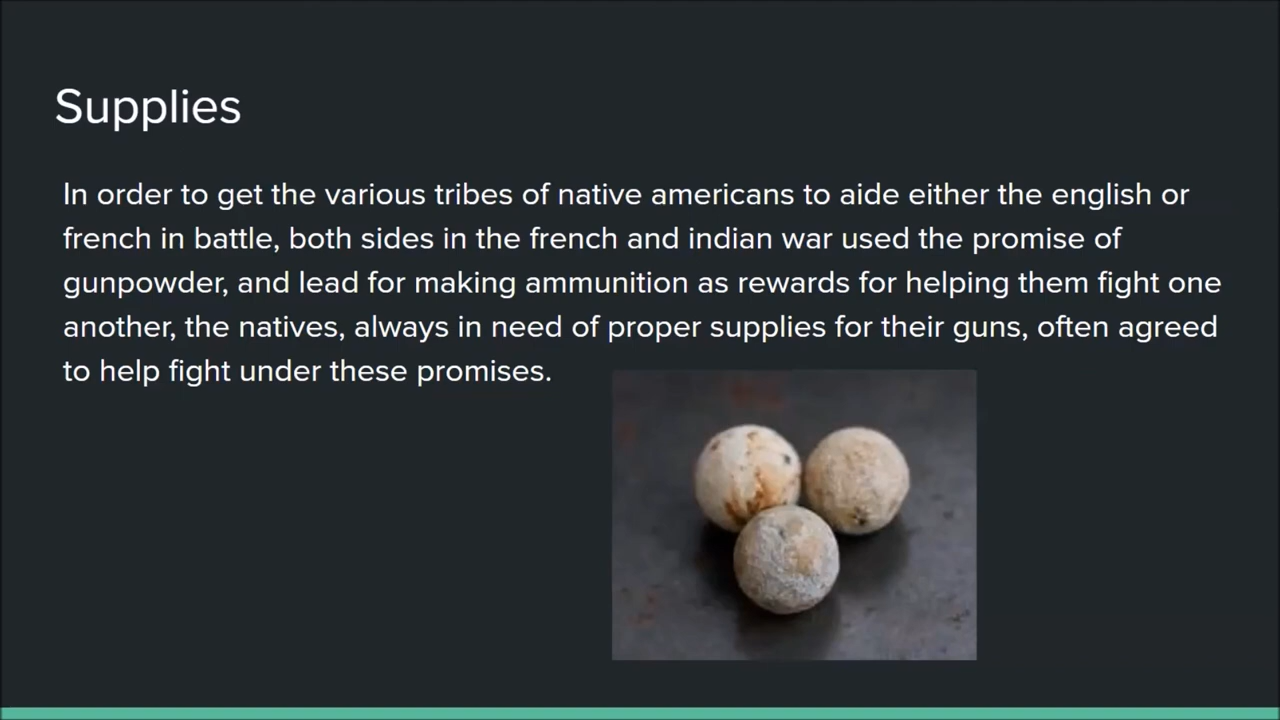 Supplies
In order to get the various tribes of native americans to aide either the english or
french in battle, both sides in the french and indian war used the promise of
gunpowder, and lead for making ammunition as rewards for helping them fight one
another, the natives, always in need of proper supplies for their guns, often agreed
to help fight under these promises.